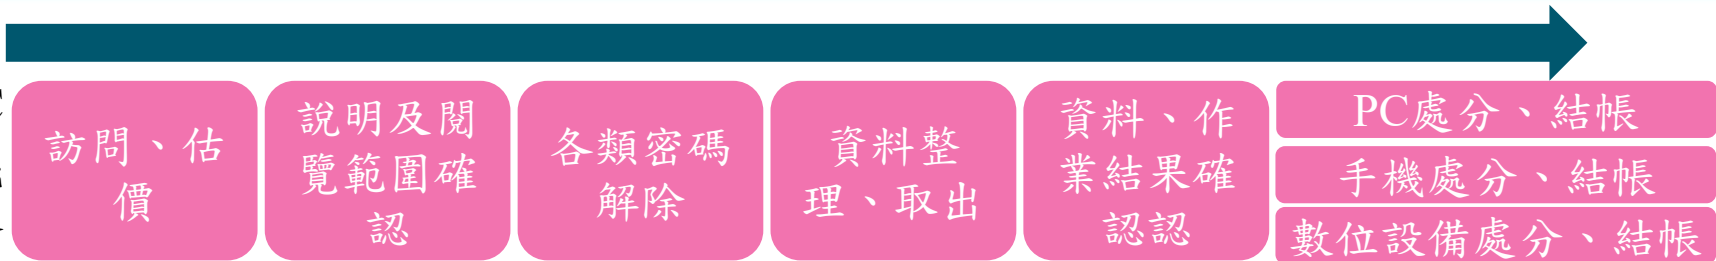 訪問、估
價
說明及閱
覽範圍確
認
各類密碼
解除
資料整
理、取出
資料、作
業結果確
認認
PC處分、結帳
手機處分、結帳
數位設備處分、結帳